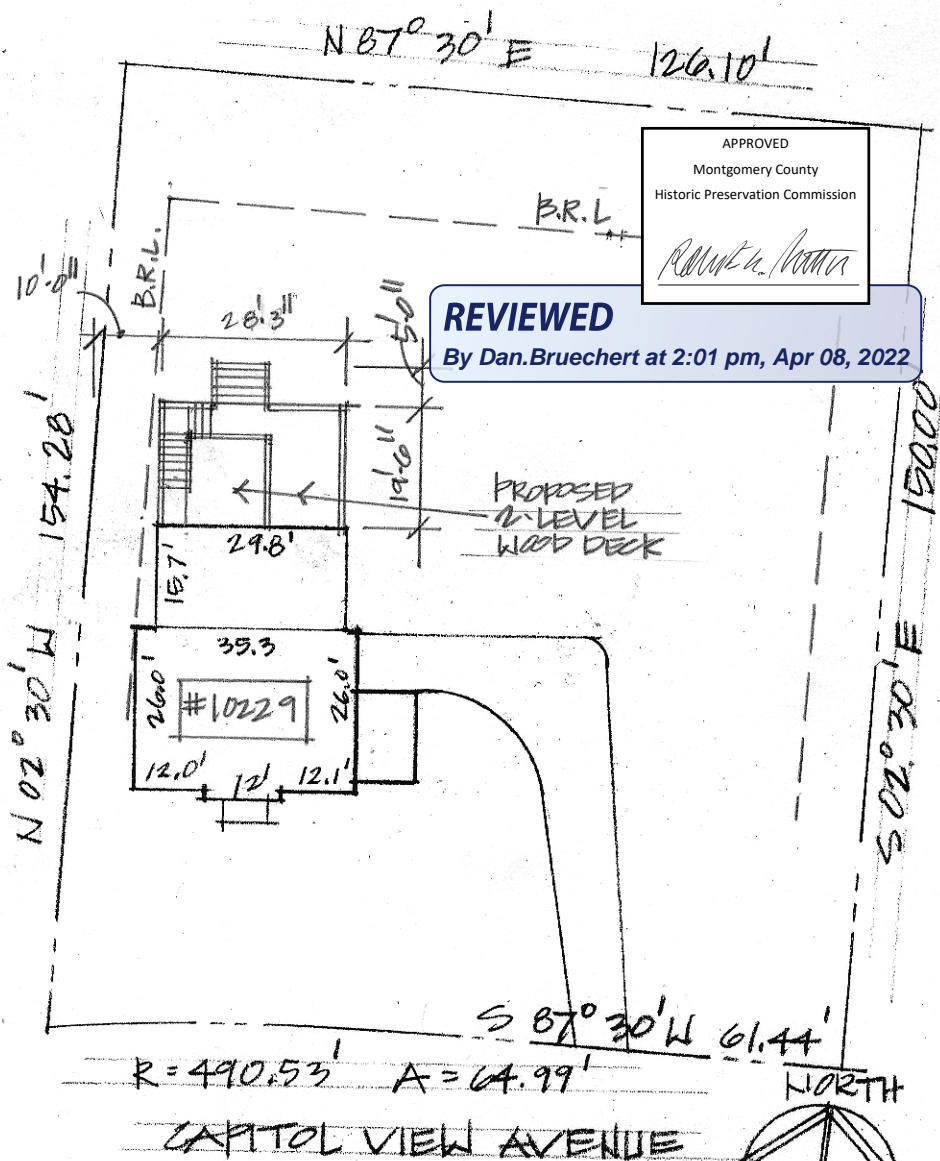 N 87° 30' E 126.10'
APPROVED
Montgomery County
Historic Preservation Commission
B.R.L.
REVIEWED
By Dan.Bruechert at 2:01 pm, Apr 08, 2022
B.R.L.
10'-0"
28'-3"
5'-0"
19'-6"
PROPOSED
2-LEVEL
WOOD DECK
154.28'
N 02° 30' W
150.00'
S 02° 30' E
29.8'
15.7'
35.3
26.0'
#10229
26.0'
12.0' 12' 12.1'
S 87° 30' W 61.44'
R = 490.53' A = 64.99'
NORTH
CAPITOL VIEW AVENUE